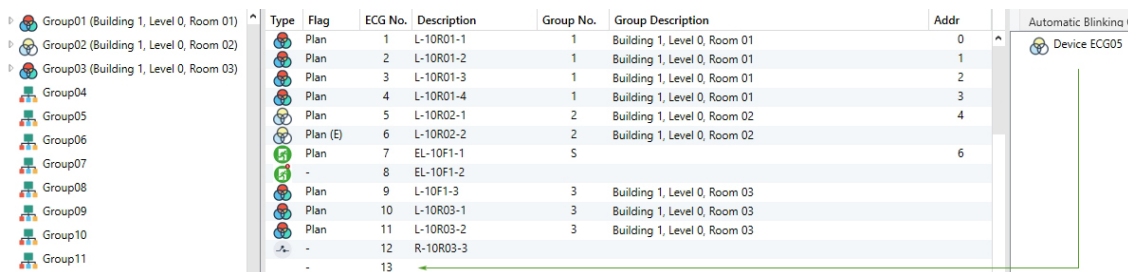 Group01 (Building 1, Level 0, Room 01)
Group02 (Building 1, Level 0, Room 02)
Group03 (Building 1, Level 0, Room 03)
Group04
Group05
Group06
Group07
Group08
Group09
Group10
Group11
Type Flag ECG No. Description Group No. Group Description Addr
Plan 1 L-10R01-1 1 Building 1, Level 0, Room 01 0
Plan 2 L-10R01-2 1 Building 1, Level 0, Room 01 1
Plan 3 L-10R01-3 1 Building 1, Level 0, Room 01 2
Plan 4 L-10R01-4 1 Building 1, Level 0, Room 01 3
Plan 5 L-10R02-1 2 Building 1, Level 0, Room 02 4
Plan (E) 6 L-10R02-2 2 Building 1, Level 0, Room 02
Plan 7 EL-10F1-1 S 6
- 8 EL-10F1-2
Plan 9 L-10F1-3 3 Building 1, Level 0, Room 03
Plan 10 L-10R03-1 3 Building 1, Level 0, Room 03
Plan 11 L-10R03-2 3 Building 1, Level 0, Room 03
- 12 R-10R03-3
- 13
Automatic Blinking
Device ECG05